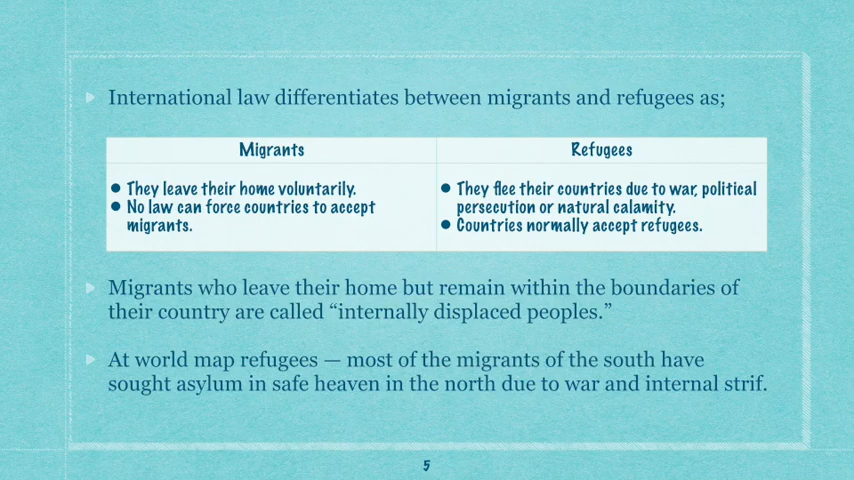 International law differentiates between migrants and refugees as;
Migrants
They leave their home voluntarily.
No law can force countries to accept
migrants.
Refugees
They flee their countries due to war, political
persecution or natural calamity.
Countries normally accept refugees.
Migrants who leave their home but remain within the boundaries of
their country are called “internally displaced peoples.”
At world map refugees — most of the migrants of the south have
sought asylum in safe heaven in the north due to war and internal strif.
5